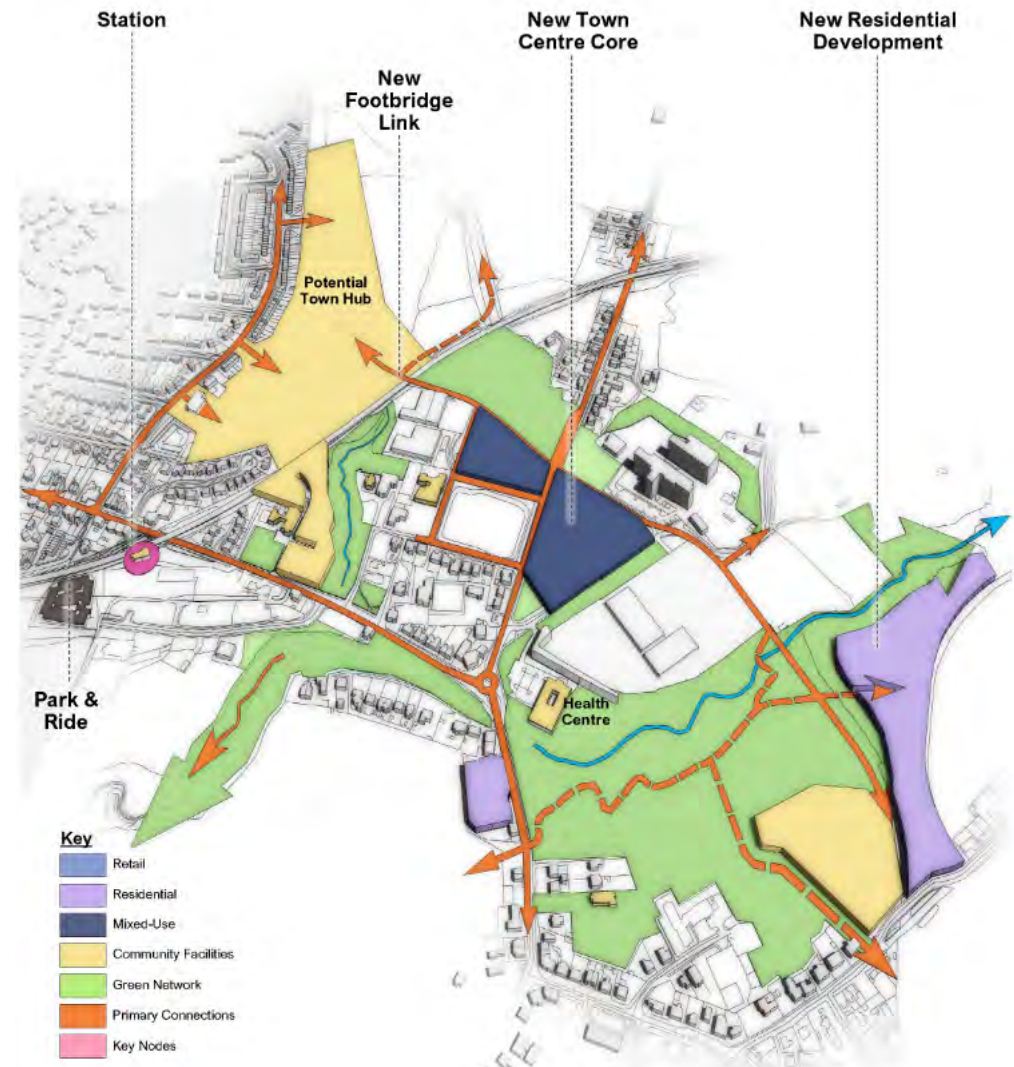 Station
New Town
Centre Core
New Residential
Development
New
Footbridge
Link
Potential
Town Hub
Park &
Ride
Health
Centre
Key
Retail
Residential
Mixed-Use
Community Facilities
Green Network
Primary Connections
Key Nodes